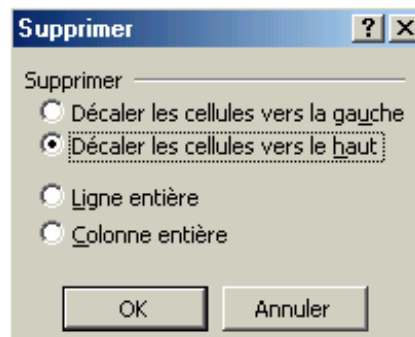 Supprimer
Supprimer
Décaler les cellules vers la gauche
Décaler les cellules vers le haut
Ligne entière
Colonne entière
OK Annuler